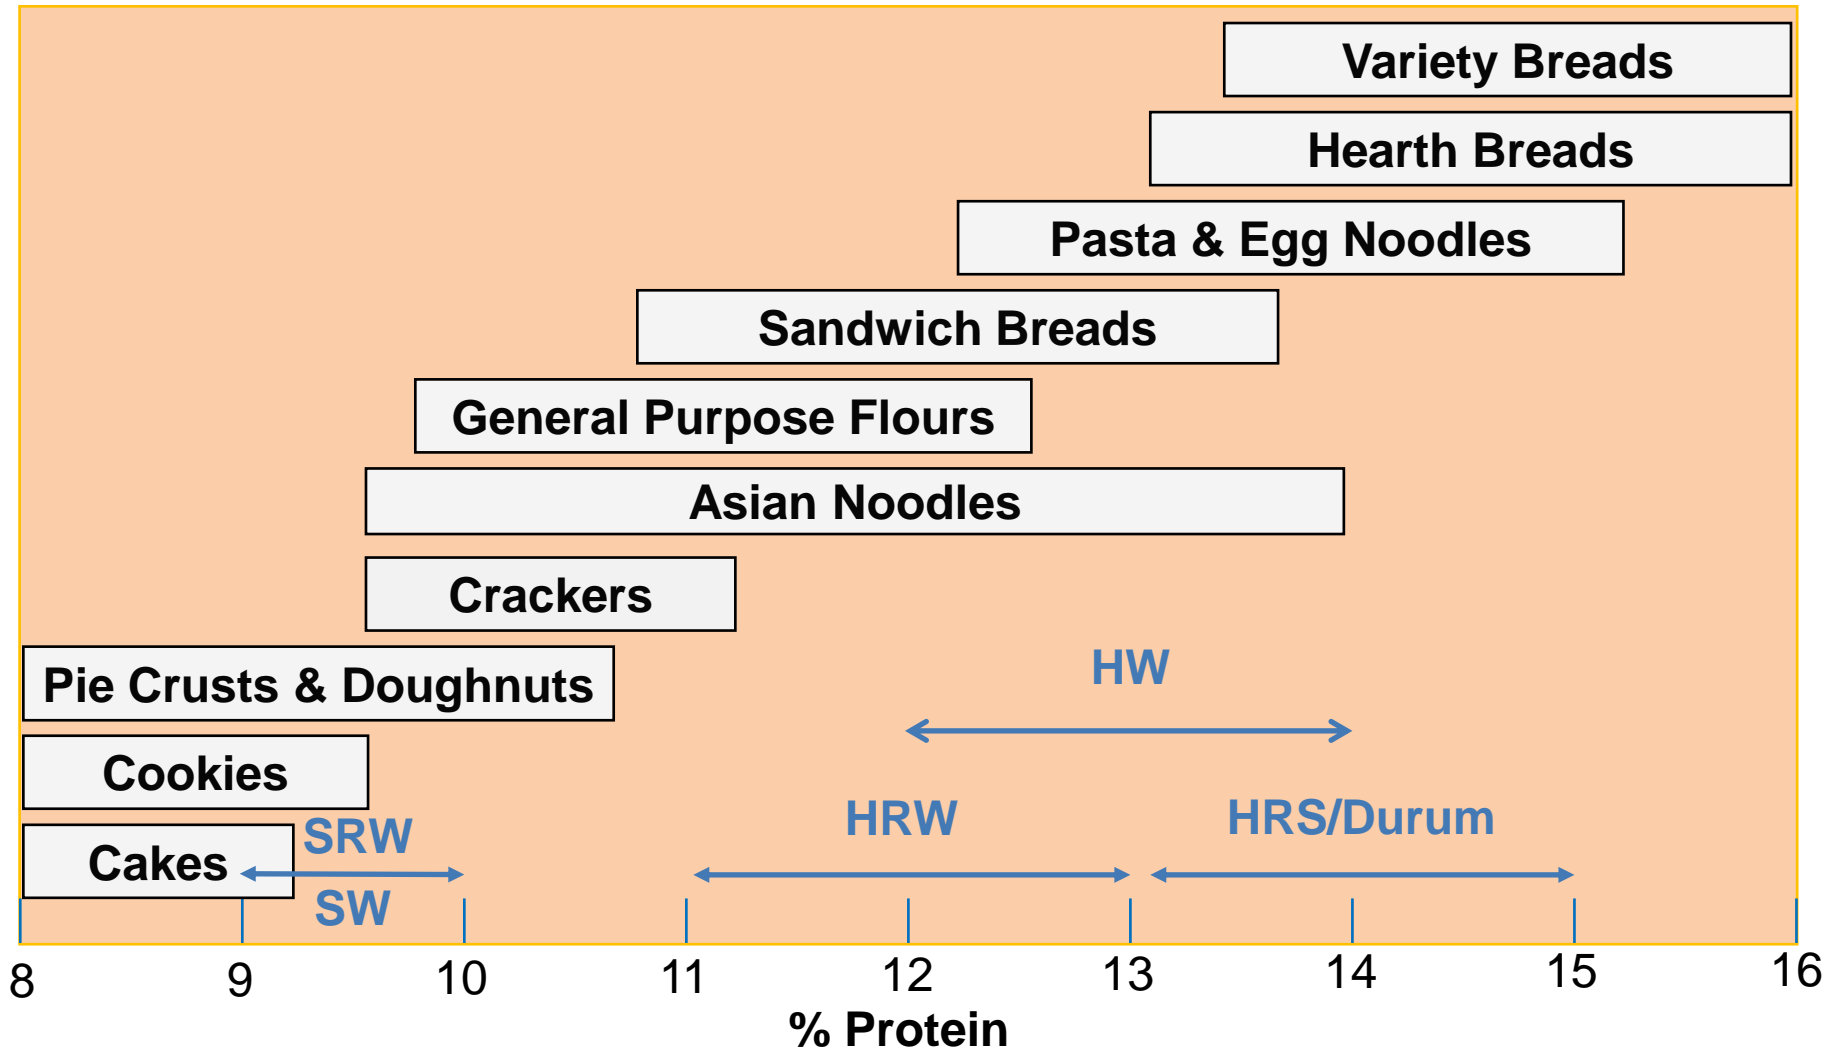 Variety Breads
Hearth Breads
Pasta & Egg Noodles
Sandwich Breads
General Purpose Flours
Asian Noodles
Crackers
Pie Crusts & Doughnuts
HW
Cookies
HRW
HRS/Durum
SRW
Cakes
SW
8 9 10 11 12 13 14 15 16
% Protein